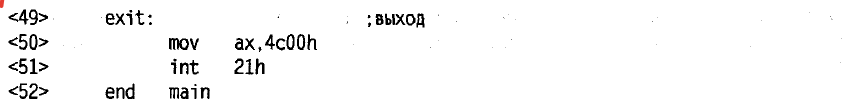 <49> exit: ;выход
<50> mov ax,4c00h
<51> int 21h
<52> end main